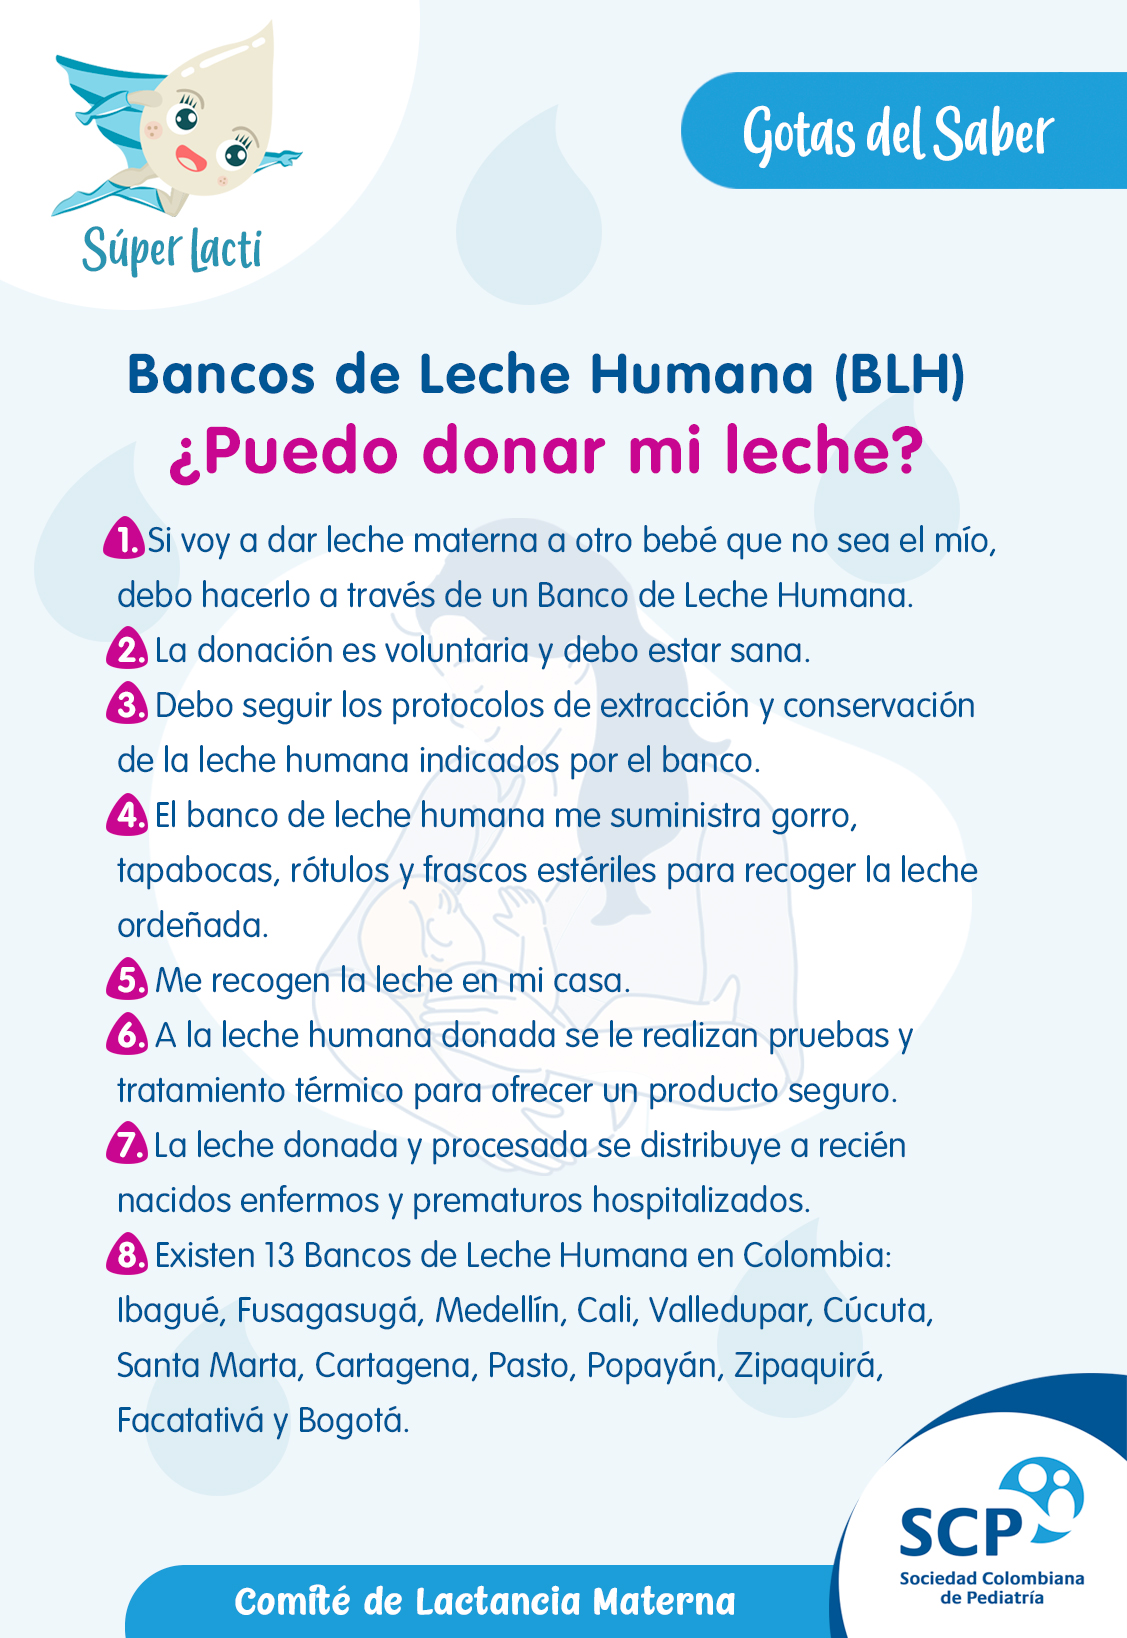 Gotas del Saber
Súper Lacti
Bancos de Leche Humana (BLH)
¿Puedo donar mi leche?
1. Si voy a dar leche materna a otro bebé que no sea el mío,
debo hacerlo a través de un Banco de Leche Humana.
2. La donación es voluntaria y debo estar sana.
3. Debo seguir los protocolos de extracción y conservación
de la leche humana indicados por el banco.
4. El banco de leche humana me suministra gorro,
tapabocas, rótulos y frascos estériles para recoger la leche
ordeñada.
5. Me recogen la leche en mi casa.
6. A la leche humana donada se le realizan pruebas y
tratamiento térmico para ofrecer un producto seguro.
7. La leche donada y procesada se distribuye a recién
nacidos enfermos y prematuros hospitalizados.
8. Existen 13 Bancos de Leche Humana en Colombia:
Ibagué, Fusagasugá, Medellín, Cali, Valledupar, Cúcuta,
Santa Marta, Cartagena, Pasto, Popayán, Zipaquirá,
Facatativá y Bogotá.
SCP
Sociedad Colombiana
de Pediatría
Comité de Lactancia Materna